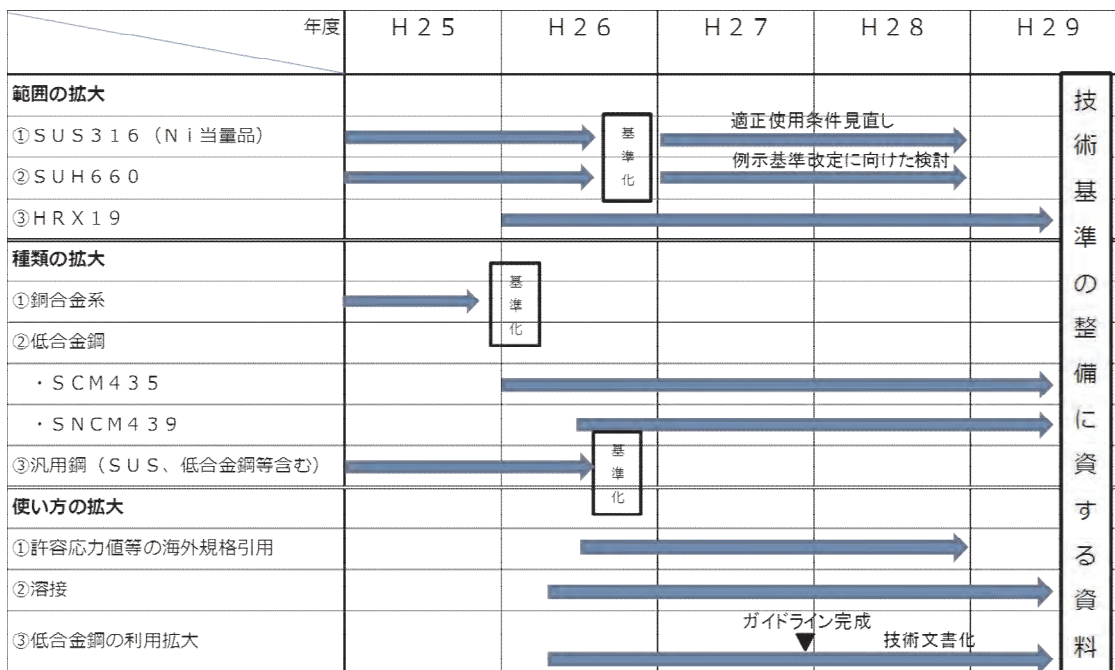 年度 H25 H26 H27 H28 H29
範囲の拡大
①SUS316（Ni当量品）
適正使用条件見直し
②SUH660
例示基準改定に向けた検討
基準化
③HRX19
種類の拡大
①銅合金系
基準化
②低合金鋼
・SCM435
・SNCM439
③汎用鋼（SUS、低合金鋼等含む）
基準化
使い方の拡大
①許容応力値等の海外規格引用
②溶接
ガイドライン完成
③低合金鋼の利用拡大
技術文書化
技術基準の整備に資する資料